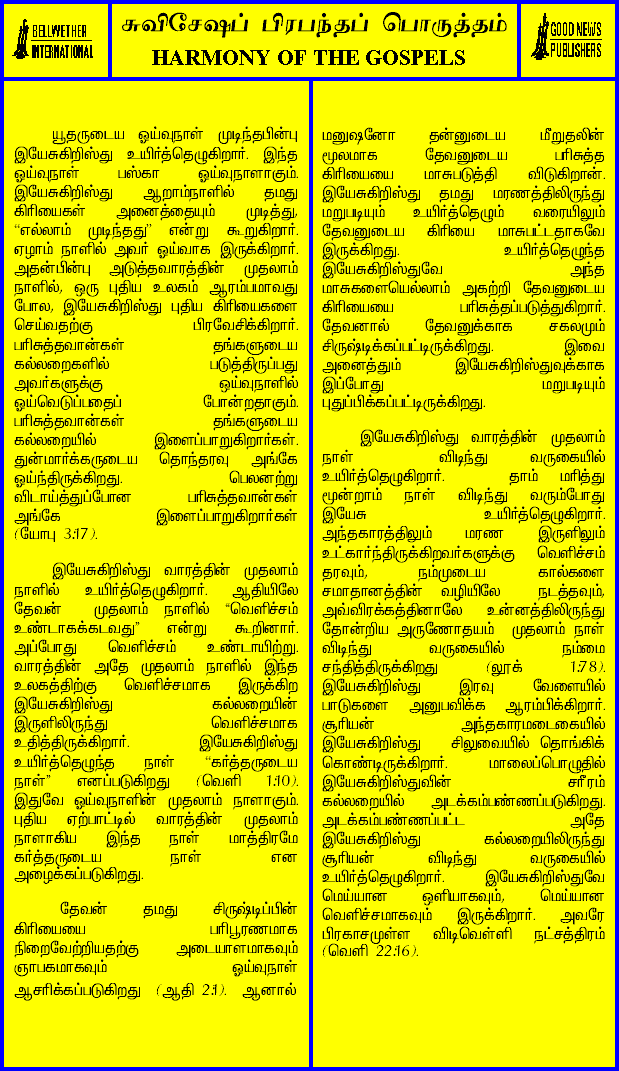 BELLWETHER
INTERNATIONAL
சுவிசேஷப் பிரபந்தப் பொருத்தம்
HARMONY OF THE GOSPELS
GOOD NEWS
PUBLISHERS
யூதருடைய ஓய்வுநாள் முடிந்தபின்பு
இயேசுகிறிஸ்து உயிர்த்தெழுகிறார். இந்த
ஓய்வுநாள் பஸ்கா ஓய்வுநாளாகும்.
இயேசுகிறிஸ்து ஆறாம்நாளில் தமது
கிரியைகள் அனைத்தையும் முடித்து,
“எல்லாம் முடிந்தது” என்று கூறுகிறார்.
ஏழாம் நாளில் அவர் ஓய்வாக இருக்கிறார்.
அதன்பின்பு அடுத்தவாரத்தின் முதலாம்
நாளில், ஒரு புதிய உலகம் ஆரம்பமாவது
போல, இயேசுகிறிஸ்து புதிய கிரியைகளை
செய்வதற்கு பிரவேசிக்கிறார்.
பரிசுத்தவான்கள் தங்களுடைய
கல்லறைகளில் படுத்திருப்பது
அவர்களுக்கு ஓய்வுநாளில்
ஓய்வெடுப்பதைப் போன்றதாகும்.
பரிசுத்தவான்கள் தங்களுடைய
கல்லறையில் இளைப்பாறுகிறார்கள்.
துன்மார்க்கருடைய தொந்தரவு அங்கே
ஓய்ந்திருக்கிறது. பெலனற்று
விடாய்த்துப்போன பரிசுத்தவான்கள்
அங்கே இளைப்பாறுகிறார்கள்
(யோபு 3:17).
இயேசுகிறிஸ்து வாரத்தின் முதலாம்
நாளில் உயிர்த்தெழுகிறார். ஆதியிலே
தேவன் முதலாம் நாளில் “வெளிச்சம்
உண்டாகக்கடவது” என்று கூறினார்.
அப்போது வெளிச்சம் உண்டாயிற்று.
வாரத்தின் அதே முதலாம் நாளில் இந்த
உலகத்திற்கு வெளிச்சமாக இருக்கிற
இயேசுகிறிஸ்து கல்லறையின்
இருளிலிருந்து வெளிச்சமாக
உதித்திருக்கிறார். இயேசுகிறிஸ்து
உயிர்த்தெழுந்த நாள் “கர்த்தருடைய
நாள்” எனப்படுகிறது (வெளி 1:10).
இதுவே ஓய்வுநாளின் முதலாம் நாளாகும்.
புதிய ஏற்பாட்டில் வாரத்தின் முதலாம்
நாளாகிய இந்த நாள் மாத்திரமே
கர்த்தருடைய நாள் என
அழைக்கப்படுகிறது.
தேவன் தமது சிருஷ்டிப்பின்
கிரியையை பரிபூரணமாக
நிறைவேற்றியதற்கு அடையாளமாகவும்
ஞாபகமாகவும் ஓய்வுநாள்
ஆசரிக்கப்படுகிறது (ஆதி 2:1). ஆனால்
மனுஷனோ தன்னுடைய மீறுதலின்
மூலமாக தேவனுடைய பரிசுத்த
கிரியையை மாசுபடுத்தி விடுகிறான்.
இயேசுகிறிஸ்து தமது மரணத்திலிருந்து
மறுபடியும் உயிர்த்தெழும் வரையிலும்
தேவனுடைய கிரியை மாசுபட்டதாகவே
இருக்கிறது. உயிர்த்தெழுந்த
இயேசுகிறிஸ்துவே அந்த
மாசுகளையெல்லாம் அகற்றி தேவனுடைய
கிரியையை பரிசுத்தப்படுத்துகிறார்.
தேவனால் தேவனுக்காக சகலமும்
சிருஷ்டிக்கப்பட்டிருக்கிறது. இவை
அனைத்தும் இயேசுகிறிஸ்துவுக்காக
இப்போது மறுபடியும்
புதுப்பிக்கப்பட்டிருக்கிறது.
இயேசுகிறிஸ்து வாரத்தின் முதலாம்
நாள் விடிந்து வருகையில்
உயிர்த்தெழுகிறார். தாம் மரித்து
மூன்றாம் நாள் விடிந்து வரும்போது
இயேசு உயிர்த்தெழுகிறார்.
அந்தகாரத்திலும் மரண இருளிலும்
உட்கார்ந்திருக்கிறவர்களுக்கு வெளிச்சம்
தரவும், நம்முடைய கால்களை
சமாதானத்தின் வழியிலே நடத்தவும்,
அவ்விரக்கத்தினாலே உன்னத்திலிருந்து
தோன்றிய அருணோதயம் முதலாம் நாள்
விடிந்து வருகையில் நம்மை
சந்தித்திருக்கிறது (லூக் 1:78).
இயேசுகிறிஸ்து இரவு வேளையில்
பாடுகளை அனுபவிக்க ஆரம்பிக்கிறார்.
சூரியன் அந்தகாரமடைகையில்
இயேசுகிறிஸ்து சிலுவையில் தொங்கிக்
கொண்டிருக்கிறார். மாலைப்பொழுதில்
இயேசுகிறிஸ்துவின் சரீரம்
கல்லறையில் அடக்கம்பண்ணப்படுகிறது.
அடக்கம்பண்ணப்பட்ட அதே
இயேசுகிறிஸ்து கல்லறையிலிருந்து
சூரியன் விடிந்து வருகையில்
உயிர்த்தெழுகிறார். இயேசுகிறிஸ்துவே
மெய்யான ஒளியாகவும், மெய்யான
வெளிச்சமாகவும் இருக்கிறார். அவரே
பிரகாசமுள்ள விடிவெள்ளி நட்சத்திரம்
(வெளி 22:16).